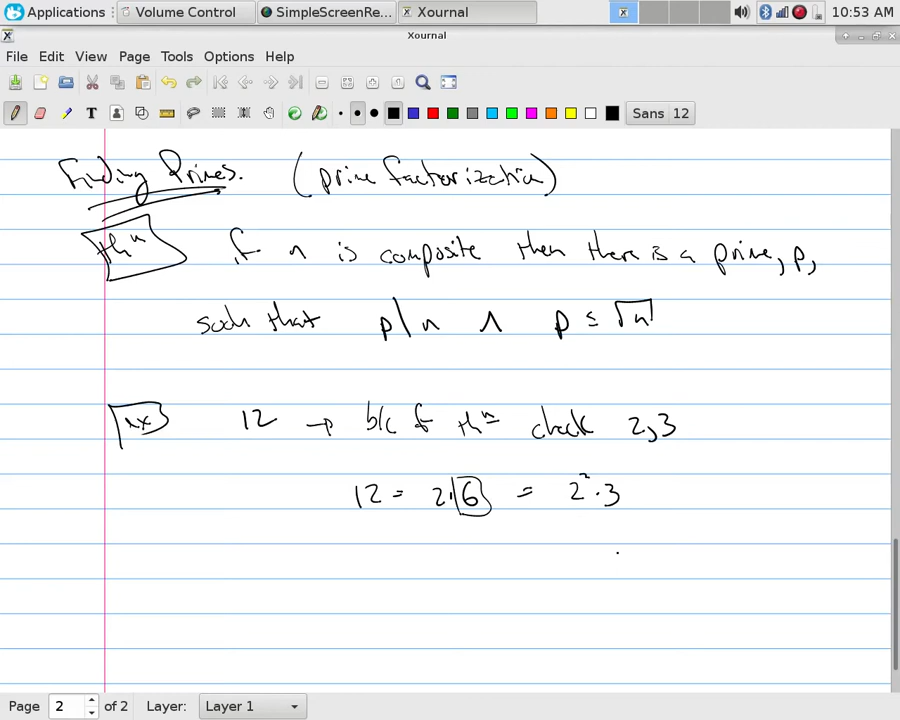 Applications Volume Control SimpleScreenRe... Xournal 10:53 AM
Xournal
File Edit View Page Tools Options Help
Sans 12
Finding Primes. (prime factorization)
thm If n is composite then there is a prime, p,
such that p|n ∧ p ≤ √n
ex 12 → b/c of thm check 2,3
12 = 2·6 = 2²·3
Page 2 of 2 Layer: Layer 1